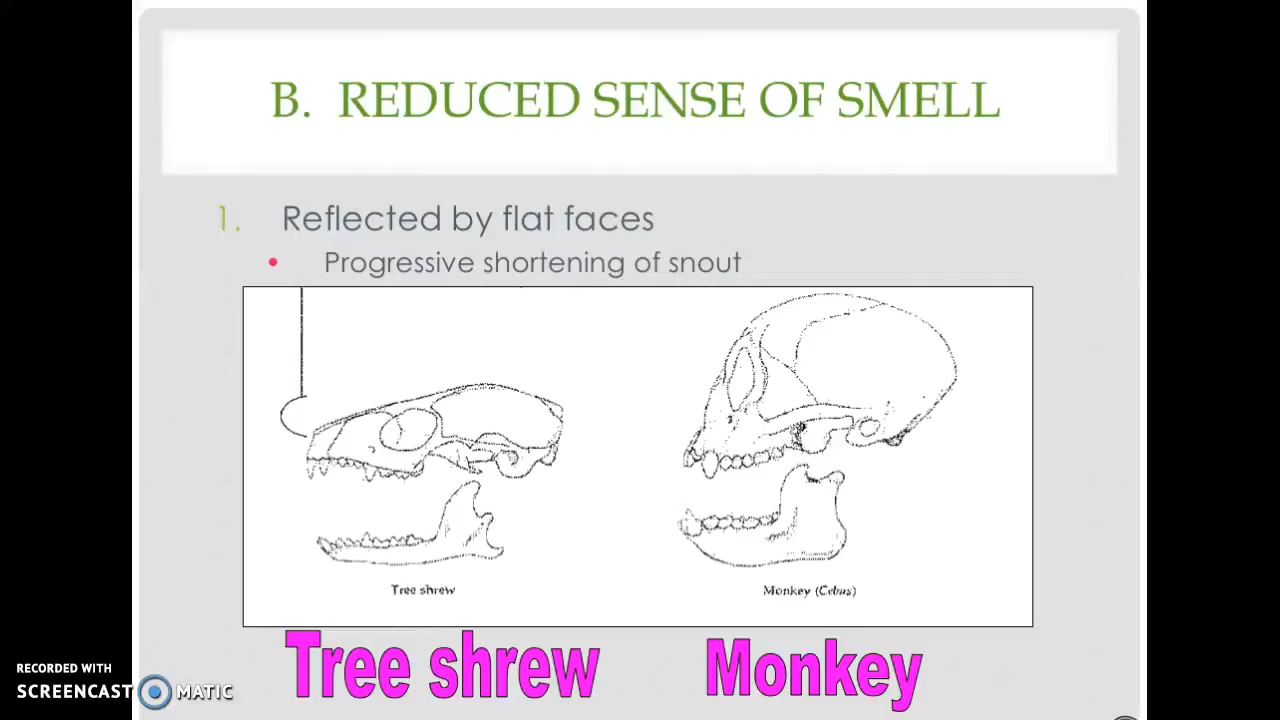 B. REDUCED SENSE OF SMELL
1. Reflected by flat faces
• Progressive shortening of snout
Tree shrew
Monkey (Cebus)
Tree shrew
Monkey
RECORDED WITH
SCREENCAST MATIC